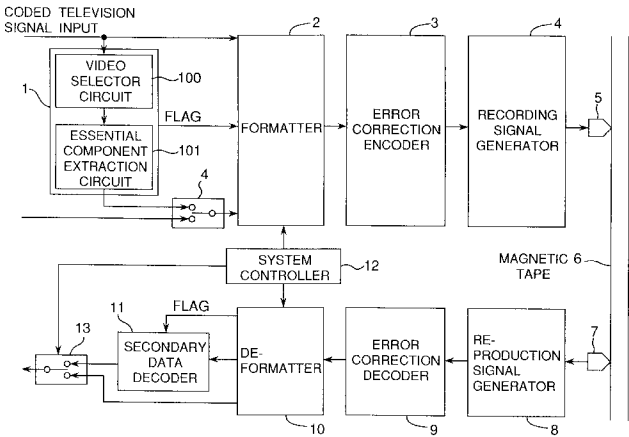 CODED TELEVISION
SIGNAL INPUT
2
3
4
VIDEO
SELECTOR
CIRCUIT
100
1
FLAG
ESSENTIAL
COMPONENT
EXTRACTION
CIRCUIT
101
4
FORMATTER
ERROR
CORRECTION
ENCODER
RECORDING
SIGNAL
GENERATOR
5
SYSTEM
CONTROLLER
12
MAGNETIC 6
TAPE
13
11
FLAG
SECONDARY
DATA
DECODER
DE-
FORMATTER
ERROR
CORRECTION
DECODER
RE-
PRODUCTION
SIGNAL
GENERATOR
7
10
9
8